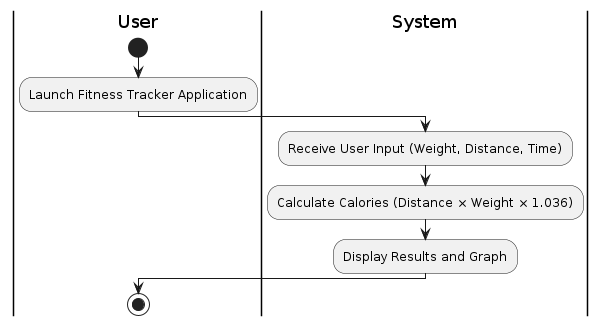 User
System
Launch Fitness Tracker Application
Receive User Input (Weight, Distance, Time)
Calculate Calories (Distance × Weight × 1.036)
Display Results and Graph